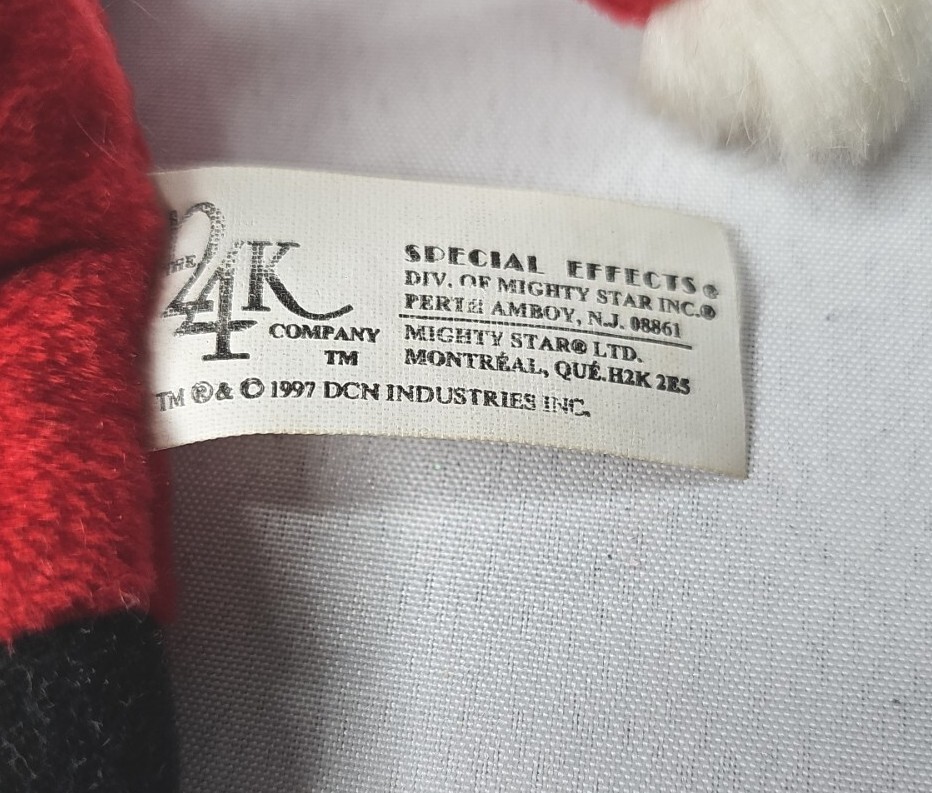 THE 24K
COMPANY
TM
SPECIAL EFFECTS®
DIV. OF MIGHTY STAR INC.®
PERTH AMBOY, N.J. 08861
MIGHTY STAR® LTD.
MONTRÉAL, QUÉ. H2K 2E5
TM ® & © 1997 DCN INDUSTRIES INC.